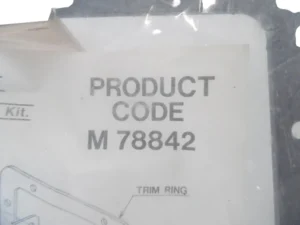 PRODUCT
CODE
Kit.
M 78842
TRIM RING